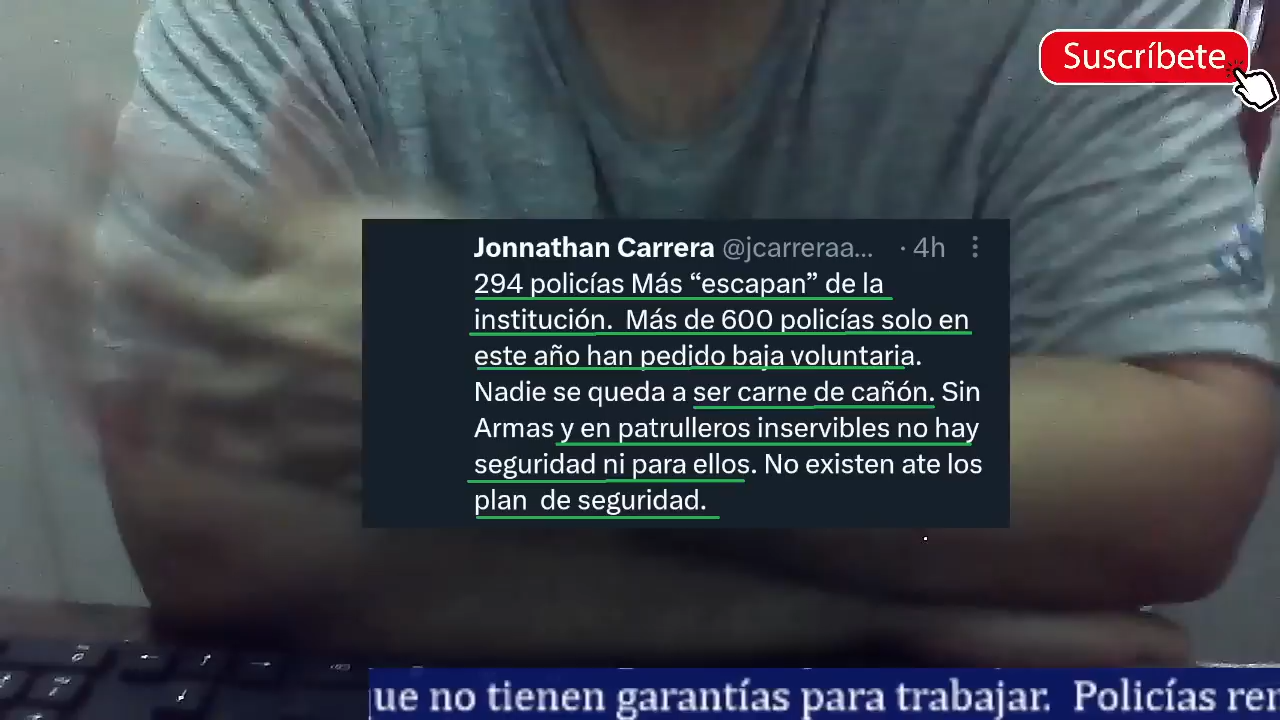 Suscríbete
Jonnathan Carrera @jcarreraa... · 4h
294 policías Más “escapan” de la
institución.  Más de 600 policías solo en
este año han pedido baja voluntaria.
Nadie se queda a ser carne de cañón. Sin
Armas y en patrulleros inservibles no hay
seguridad ni para ellos. No existen ate los
plan  de seguridad.
ue no tienen garantías para trabajar.  Policías